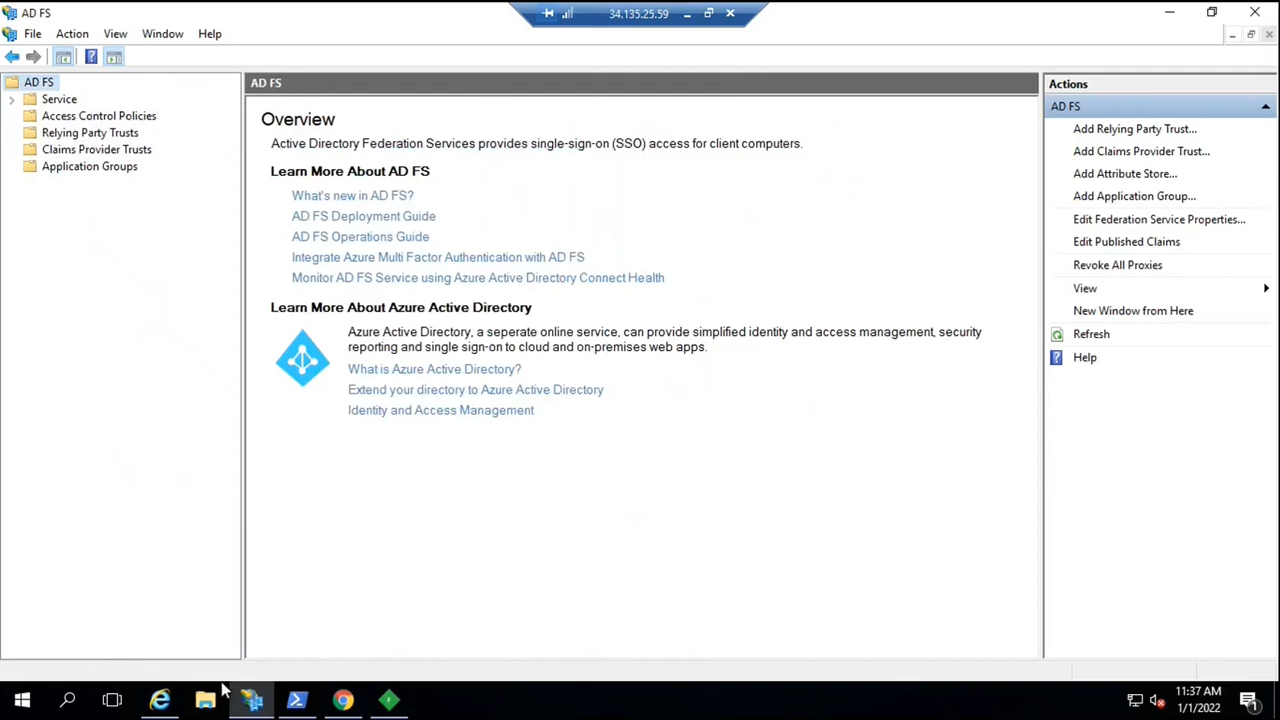 AD FS
34.135.25.59
File Action View Window Help
AD FS
Service
Access Control Policies
Relying Party Trusts
Claims Provider Trusts
Application Groups
AD FS
Overview
Active Directory Federation Services provides single-sign-on (SSO) access for client computers.
Learn More About AD FS
What's new in AD FS?
AD FS Deployment Guide
AD FS Operations Guide
Integrate Azure Multi Factor Authentication with AD FS
Monitor AD FS Service using Azure Active Directory Connect Health
Learn More About Azure Active Directory
Azure Active Directory, a seperate online service, can provide simplified identity and access management, security
reporting and single sign-on to cloud and on-premises web apps.
What is Azure Active Directory?
Extend your directory to Azure Active Directory
Identity and Access Management
Actions
AD FS
Add Relying Party Trust...
Add Claims Provider Trust...
Add Attribute Store...
Add Application Group...
Edit Federation Service Properties...
Edit Published Claims
Revoke All Proxies
View
New Window from Here
Refresh
Help
11:37 AM
1/1/2022
1